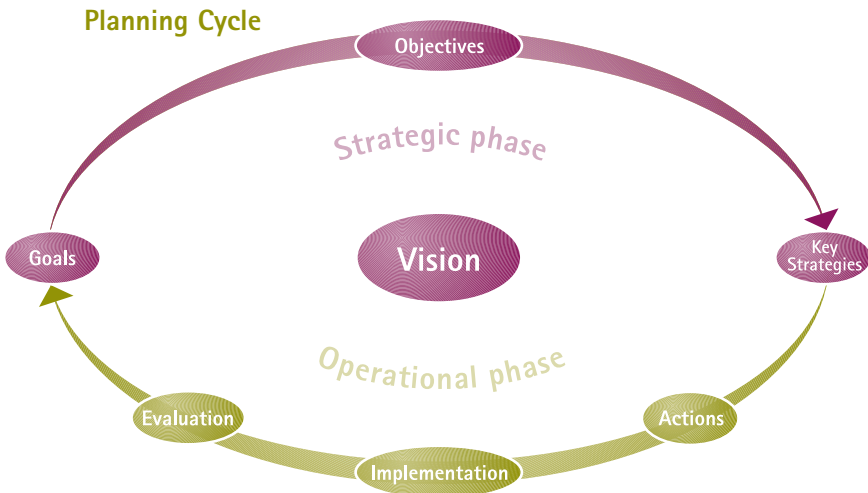 Planning Cycle
Objectives
Strategic phase
Goals
Vision
Key
Strategies
Operational phase
Evaluation
Actions
Implementation